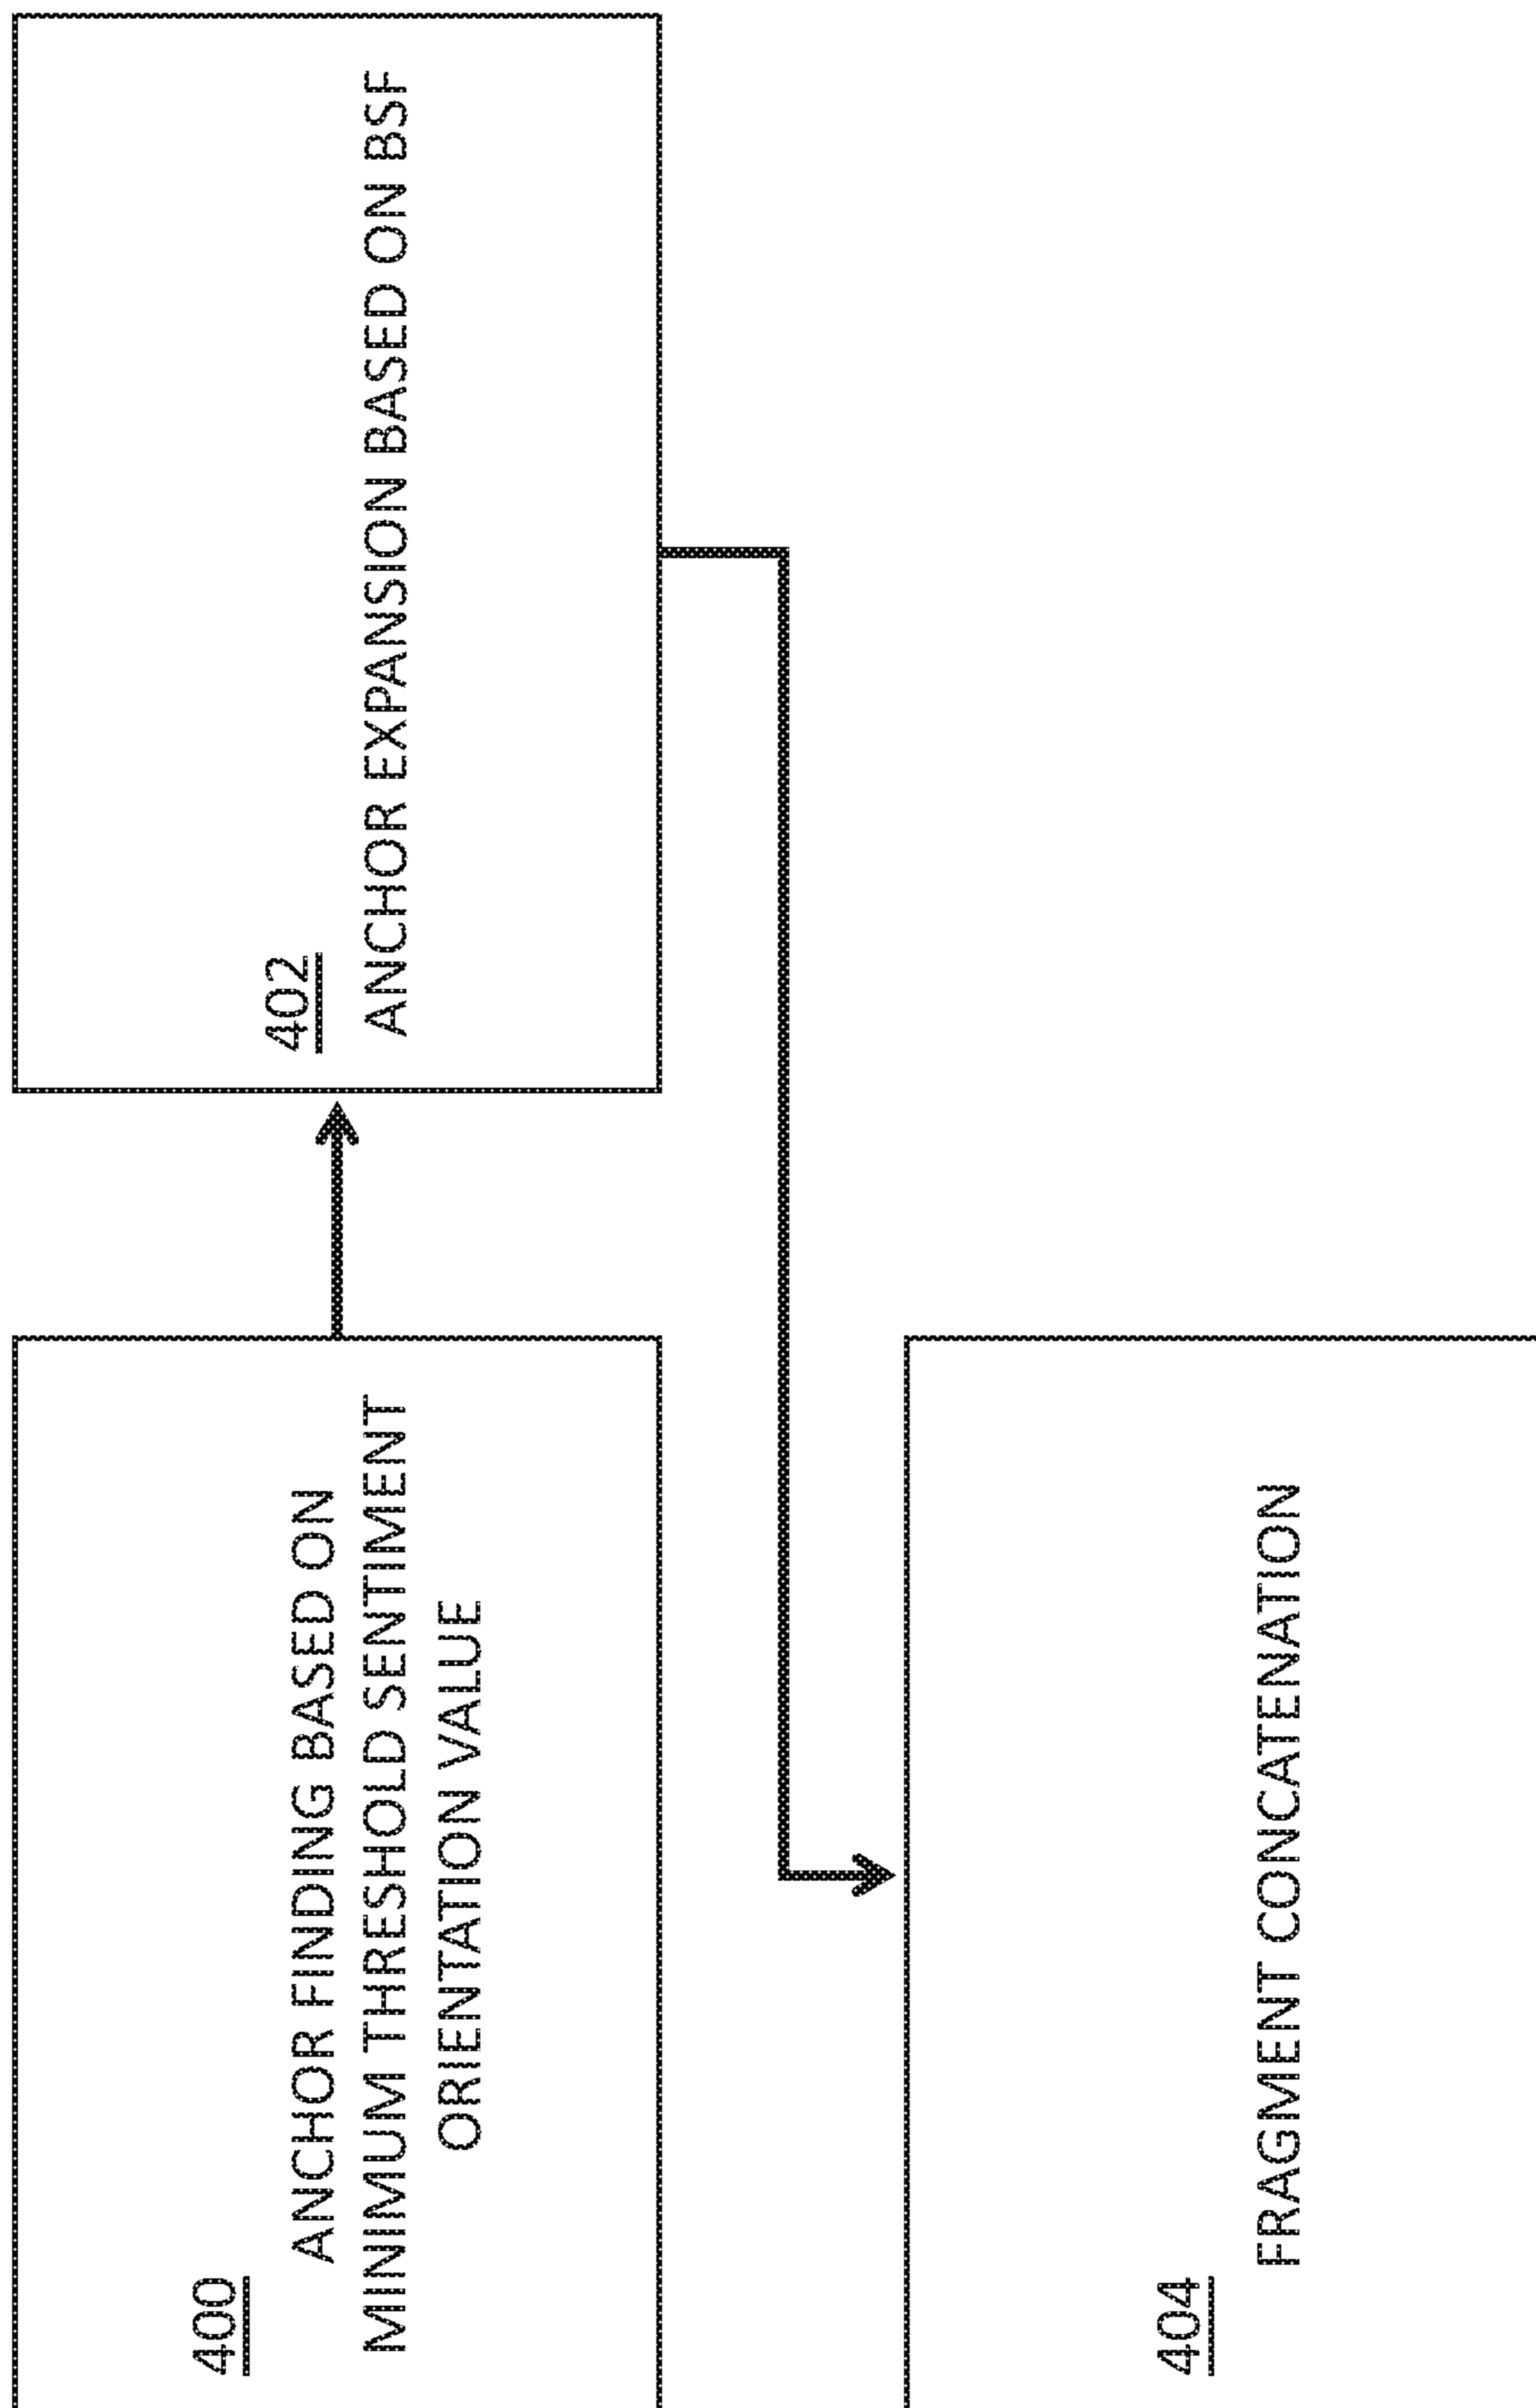 400
ANCHOR FINDING BASED ON
MINIMUM THRESHOLD SENTIMENT
ORIENTATION VALUE
402
ANCHOR EXPANSION BASED ON BSF
404
FRAGMENT CONCATENATION